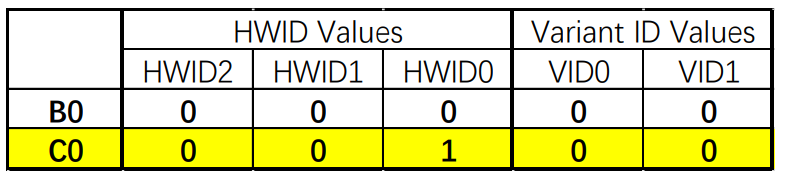 HWID Values Variant ID Values
HWID2 HWID1 HWID0 VID0 VID1
B0 0 0 0 0 0
C0 0 0 1 0 0